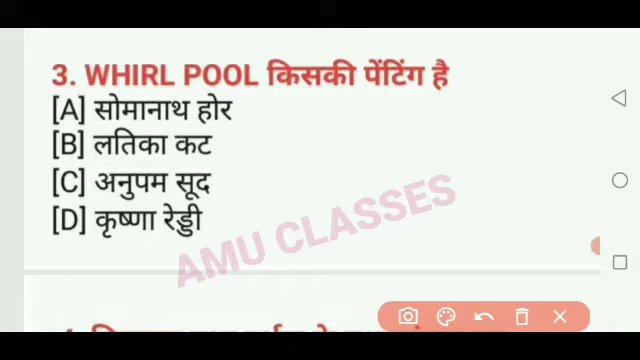 3. WHIRL POOL किसकी पेंटिंग है
[A] सोमानाथ होर
[B] लतिका कट
[C] अनुपम सूद
[D] कृष्णा रेड्डी
AMU CLASSES